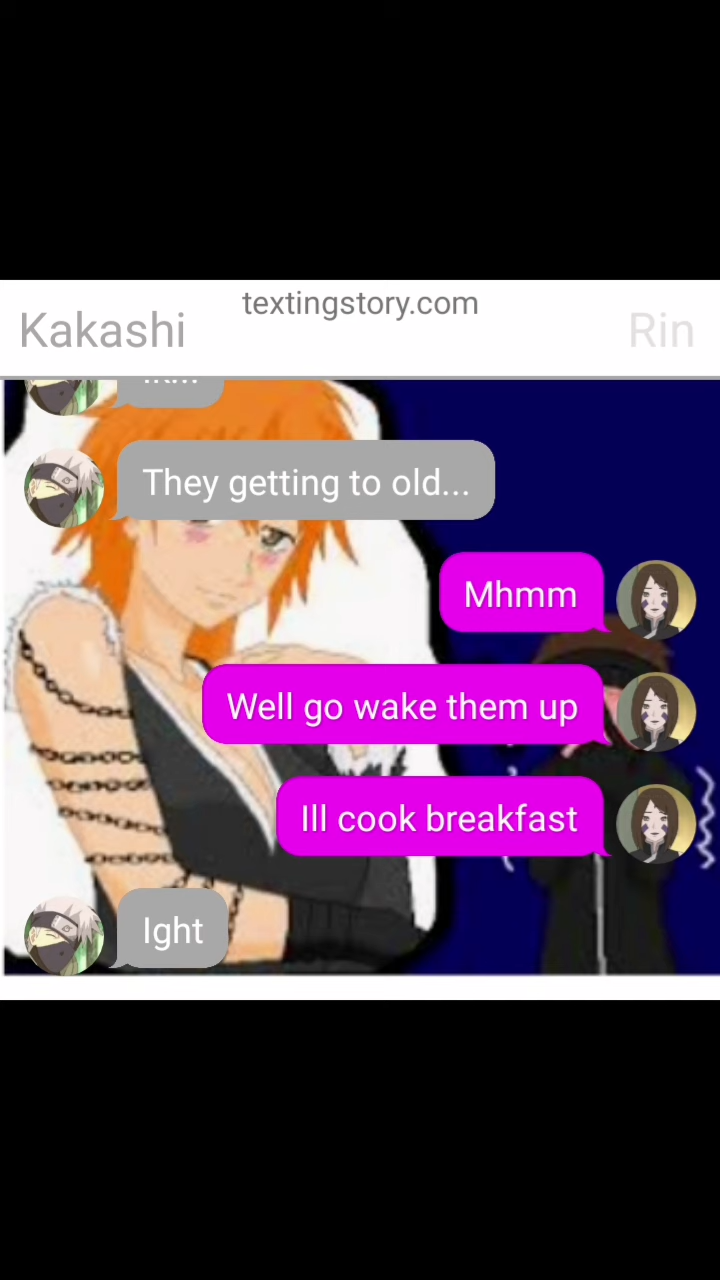 textingstory.com
Kakashi
Rin
They getting to old...
Mhmm
Well go wake them up
Ill cook breakfast
Ight